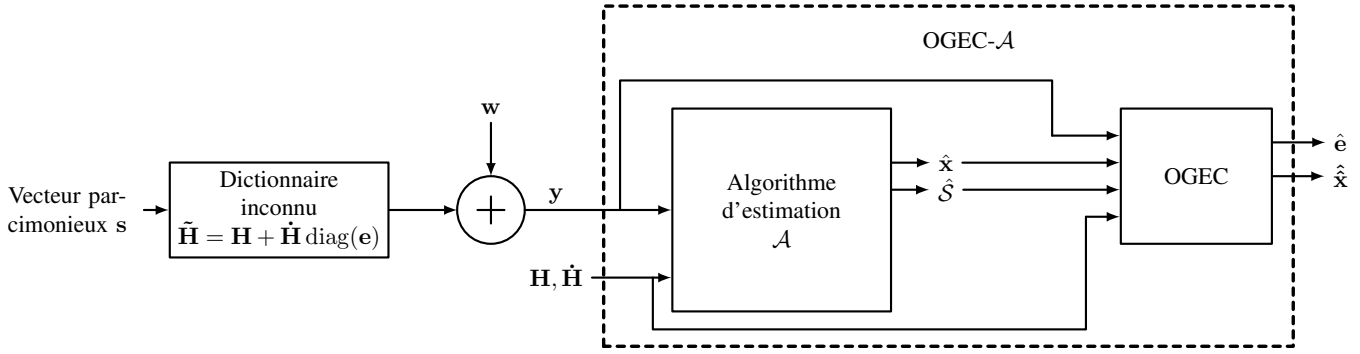 OGEC-𝒜
w
Vecteur par-
cimonieux s
Dictionnaire
inconnu
H̃ = H + Ḣ diag(e)
y
H, Ḣ
Algorithme
d'estimation
𝒜
x̂
𝒮̂
OGEC
ê
x̂̂